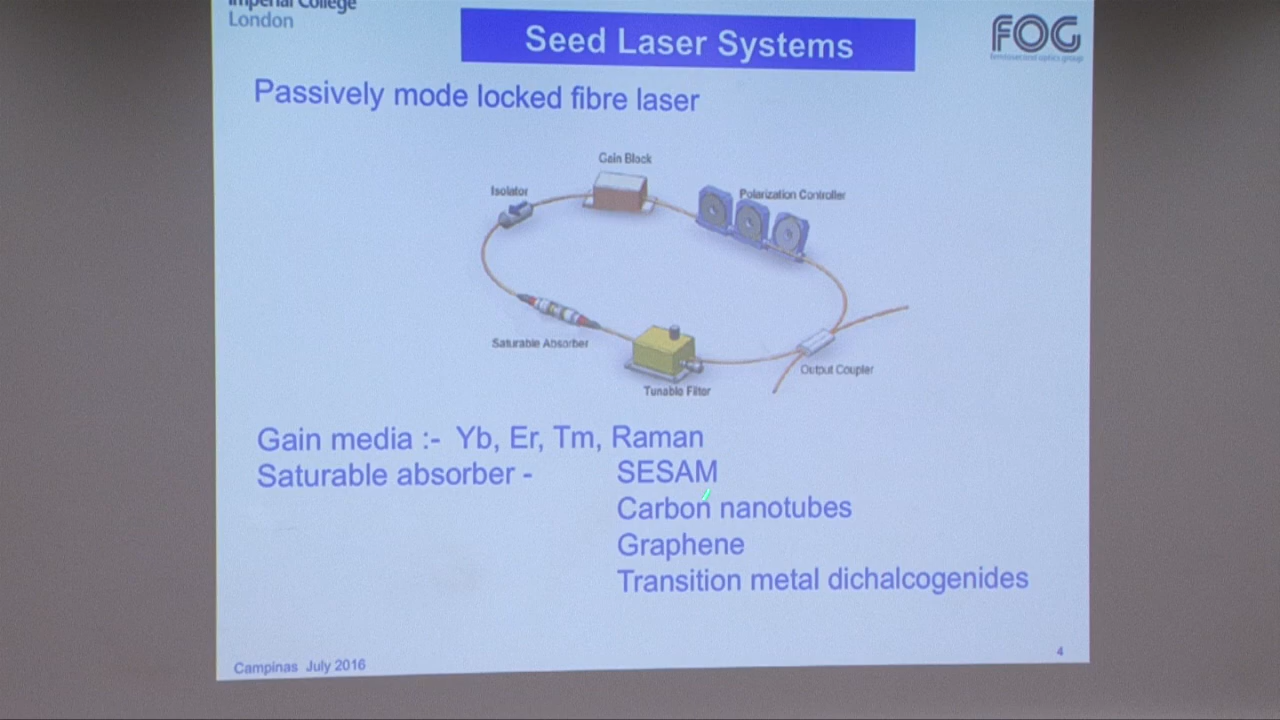 Imperial College
London
Seed Laser Systems
FOG
femtosecond optics group
Passively mode locked fibre laser
Gain Block
Isolator
Polarization Controller
Saturable Absorber
Output Coupler
Tunable Filter
Gain media :- Yb, Er, Tm, Raman
Saturable absorber - SESAM
Carbon nanotubes
Graphene
Transition metal dichalcogenides
4
Campinas July 2016